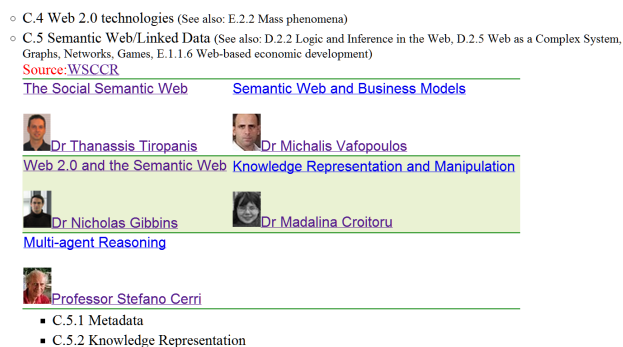 C.4 Web 2.0 technologies (See also: E.2.2 Mass phenomena)
C.5 Semantic Web/Linked Data (See also: D.2.2 Logic and Inference in the Web, D.2.5 Web as a Complex System,
Graphs, Networks, Games, E.1.1.6 Web-based economic development)
Source:WSCCR
The Social Semantic Web Semantic Web and Business Models
Dr Thanassis Tiropanis Dr Michalis Vafopoulos
Web 2.0 and the Semantic Web Knowledge Representation and Manipulation
Dr Nicholas Gibbins Dr Madalina Croitoru
Multi-agent Reasoning
Professor Stefano Cerri
C.5.1 Metadata
C.5.2 Knowledge Representation